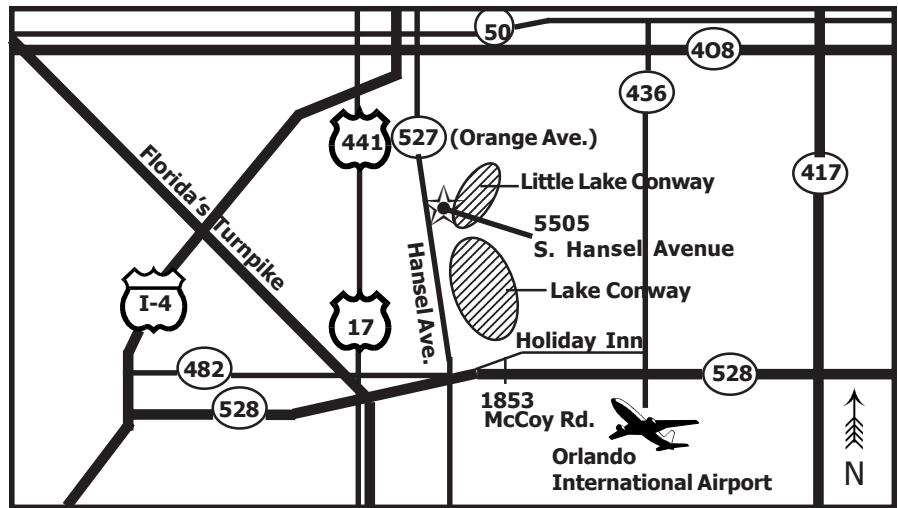 50
408
436
441
527
(Orange Ave.)
417
Florida's Turnpike
Little Lake Conway
5505
S. Hansel Avenue
Hansel Ave.
I-4
Lake Conway
17
Holiday Inn
482
528
528
1853
McCoy Rd.
Orlando
International Airport
N